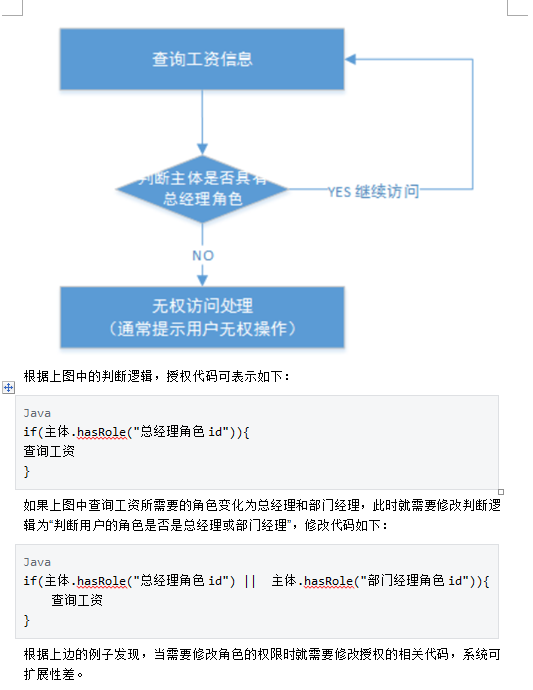 查询工资信息
判断主体是否具有
总经理角色
YES 继续访问
NO
无权访问处理
（通常提示用户无权操作）
根据上图中的判断逻辑，授权代码可表示如下：
Java
if(主体.hasRole("总经理角色 id")){
查询工资
}
如果上图中查询工资所需要的角色变化为总经理和部门经理，此时就需要修改判断逻
辑为“判断用户的角色是否是总经理或部门经理”，修改代码如下：
Java
if(主体.hasRole("总经理角色 id") || 主体.hasRole("部门经理角色 id")){
查询工资
}
根据上边的例子发现，当需要修改角色的权限时就需要修改授权的相关代码，系统可
扩展性差。